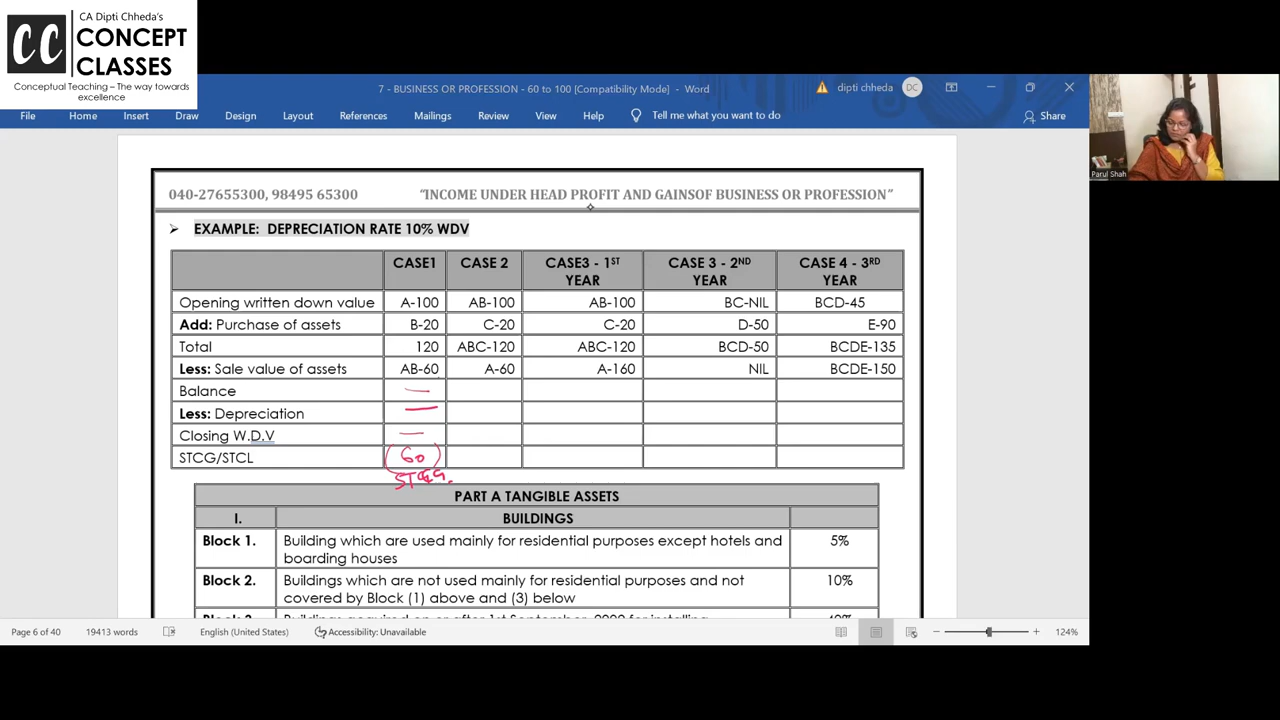 CA Dipti Chheda's
CONCEPT
CLASSES
CC
Conceptual Teaching – The way towards
excellence
7 - BUSINESS OR PROFESSION - 60 to 100 [Compatibility Mode] - Word
dipti chheda DC
File Home Insert Draw Design Layout References Mailings Review View Help Tell me what you want to do Share
Parul Shah
040-27655300, 98495 65300 "INCOME UNDER HEAD PROFIT AND GAINSOF BUSINESS OR PROFESSION"
➢ EXAMPLE: DEPRECIATION RATE 10% WDV
CASE1 CASE 2 CASE3 - 1ST YEAR CASE 3 - 2ND YEAR CASE 4 - 3RD YEAR
Opening written down value A-100 AB-100 AB-100 BC-NIL BCD-45
Add: Purchase of assets B-20 C-20 C-20 D-50 E-90
Total 120 ABC-120 ABC-120 BCD-50 BCDE-135
Less: Sale value of assets AB-60 A-60 A-160 NIL BCDE-150
Balance —
Less: Depreciation —
Closing W.D.V —
STCG/STCL (60)
PART A TANGIBLE ASSETS
I. BUILDINGS
Block 1. Building which are used mainly for residential purposes except hotels and 5%
boarding houses
Block 2. Buildings which are not used mainly for residential purposes and not 10%
covered by Block (1) above and (3) below
Page 6 of 40 19413 words English (United States) Accessibility: Unavailable 124%